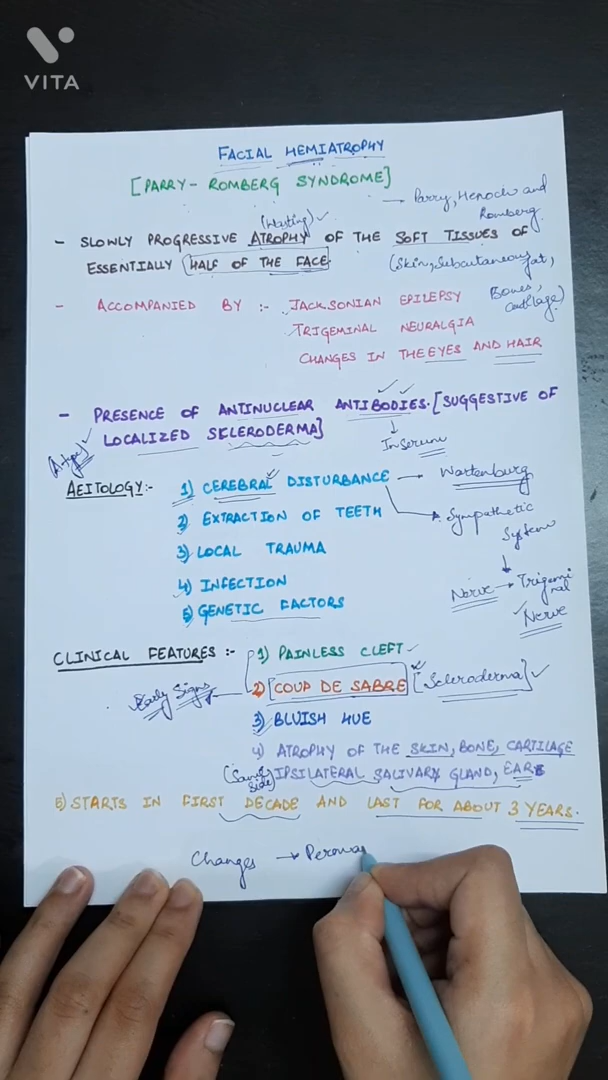 VITA
FACIAL HEMIATROPHY
[PARRY - ROMBERG SYNDROME]
→ Parry, Henoch and
Romberg.
(Wasting)
- SLOWLY PROGRESSIVE ATROPHY OF THE SOFT TISSUES OF
ESSENTIALLY HALF OF THE FACE.
(Skin, Subcutaneous fat,
Bones,
Cartilage)
- ACCOMPANIED BY :- JACKSONIAN EPILEPSY
TRIGEMINAL NEURALGIA
CHANGES IN THE EYES AND HAIR
- PRESENCE OF ANTINUCLEAR ANTIBODIES. [SUGGESTIVE OF
LOCALIZED SCLERODERMA]
↓
In Serum
(A type)
AEITOLOGY:-
1) CEREBRAL DISTURBANCE → Wartenburg
2) EXTRACTION OF TEETH
Sympathetic
System
3) LOCAL TRAUMA
↓
4) INFECTION
Nerve → Trigemi
nal
Nerve
5) GENETIC FACTORS
CLINICAL FEATURES :- 1) PAINLESS CLEFT
Early Signs
2) [COUP DE SABRE] [Scleroderma]
3) BLUISH HUE
4) ATROPHY OF THE SKIN, BONE, CARTILAGE
(Same side) IPSILATERAL SALIVARY GLAND, EARS
5) STARTS IN FIRST DECADE AND LAST FOR ABOUT 3 YEARS.
Changes →